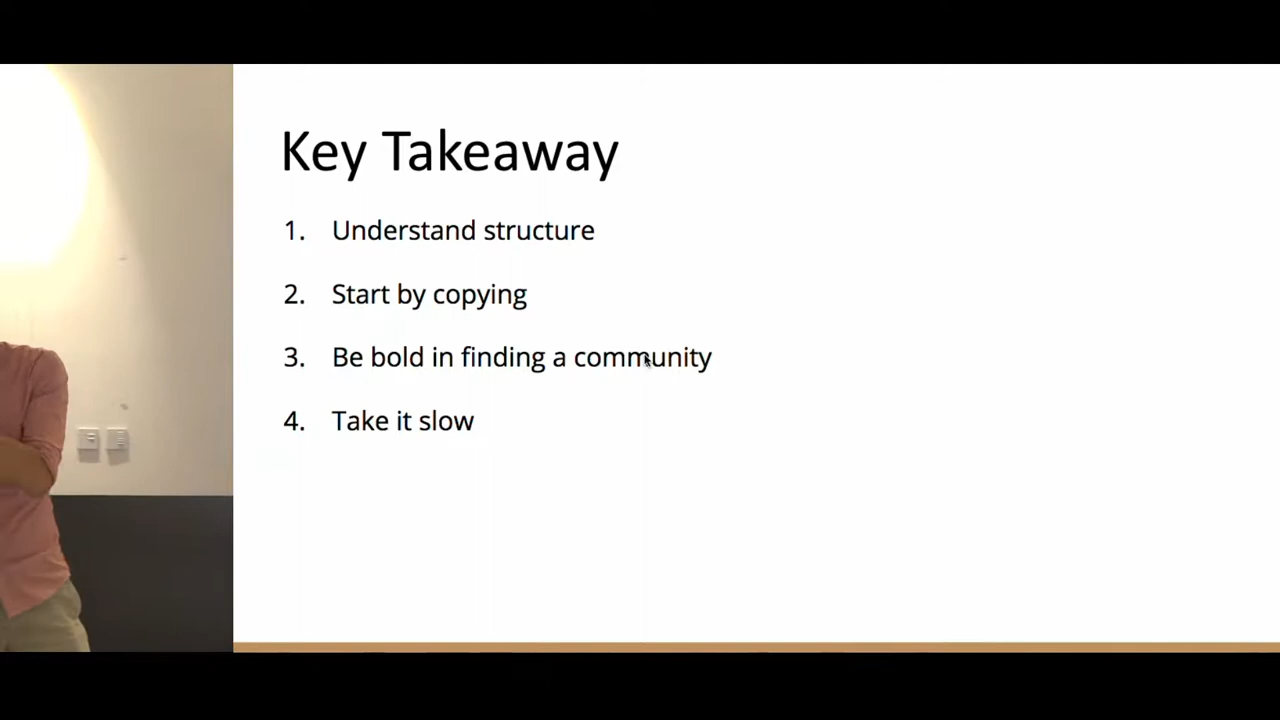 Key Takeaway
1. Understand structure
2. Start by copying
3. Be bold in finding a community
4. Take it slow